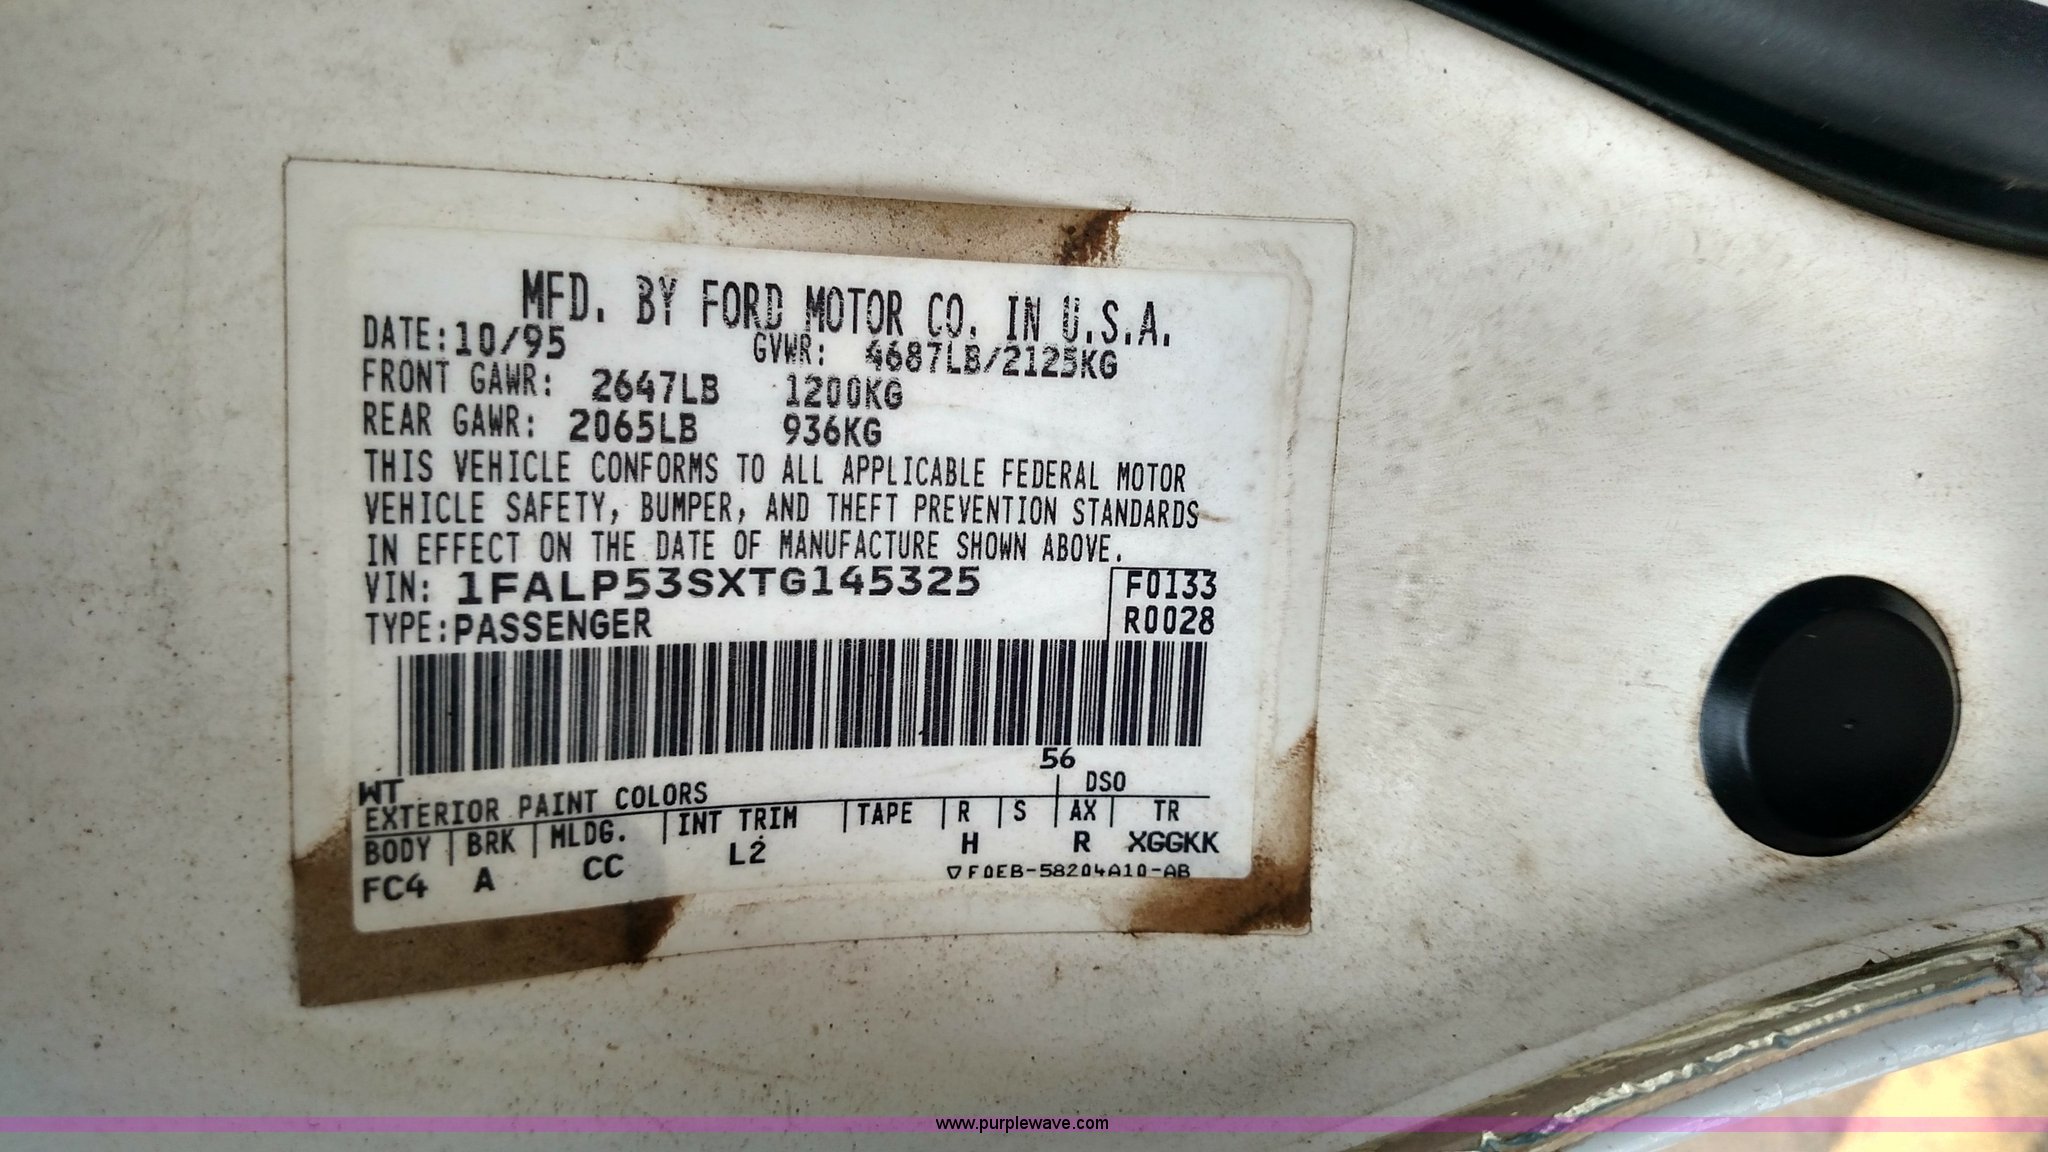 MFD. BY FORD MOTOR CO. IN U.S.A.
DATE: 10/95 GVWR: 4687LB/2125KG
FRONT GAWR: 2647LB 1200KG
REAR GAWR: 2065LB 936KG
THIS VEHICLE CONFORMS TO ALL APPLICABLE FEDERAL MOTOR
VEHICLE SAFETY, BUMPER, AND THEFT PREVENTION STANDARDS
IN EFFECT ON THE DATE OF MANUFACTURE SHOWN ABOVE.
VIN: 1FALP53SXTG145325 F0133
TYPE: PASSENGER R0028
56
WT
EXTERIOR PAINT COLORS DSO
BODY | BRK | MLDG. | INT TRIM | TAPE | R | S | AX | TR
FC4 A CC L2 H R XGGKK
▽F0EB-58204A10-AB
www.purplewave.com